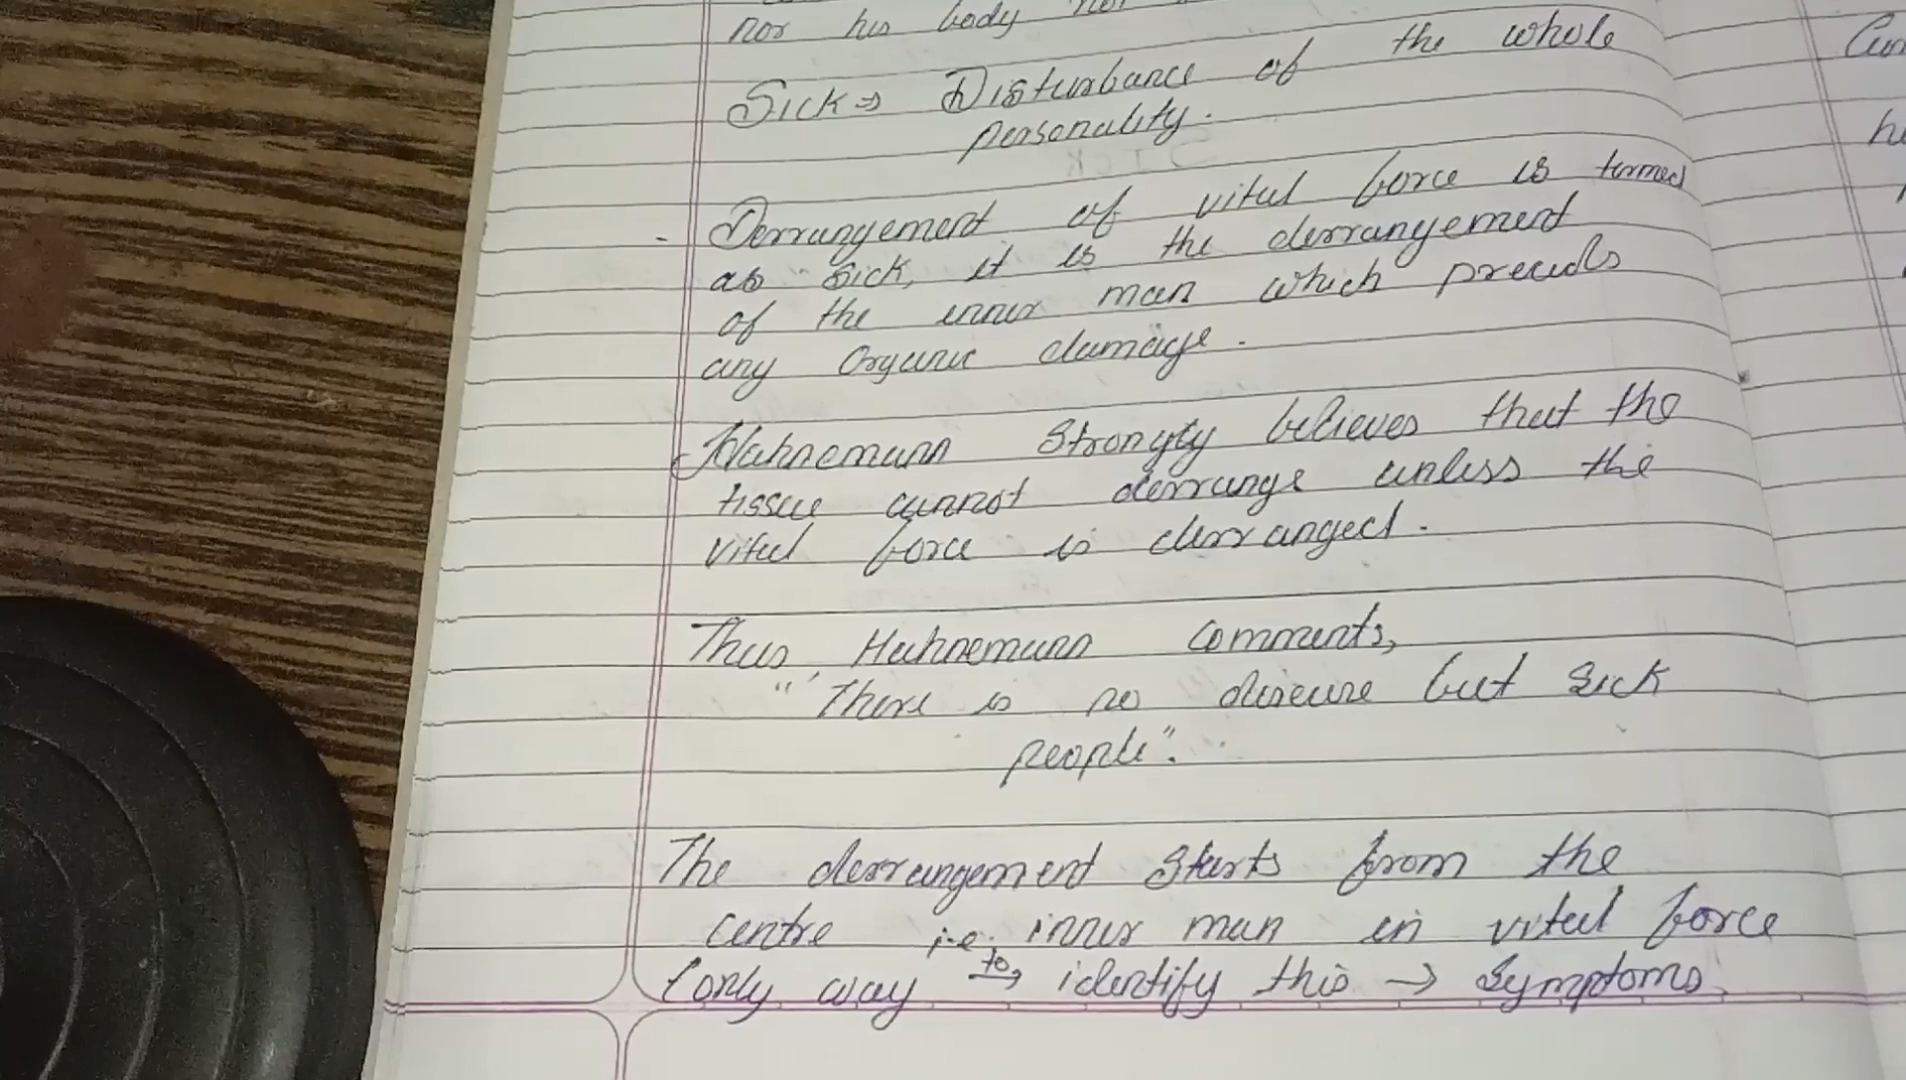 nor his body nor
Sick ⇒ Disturbance of the whole
personality.
- Derrangement of vital force is termed
as "Sick, it is the derrangement
of the inner man which preceeds
any Organic damage.
Hahnemann Strongly believes that the
tissue cannot derrange unless the
vital force is derranged.
Thus, Hahnemann comments,
"There is no disease but sick
people".
The derrangement starts from the
centre i.e. inner man in vital force
(only way to → identify this → Symptoms.